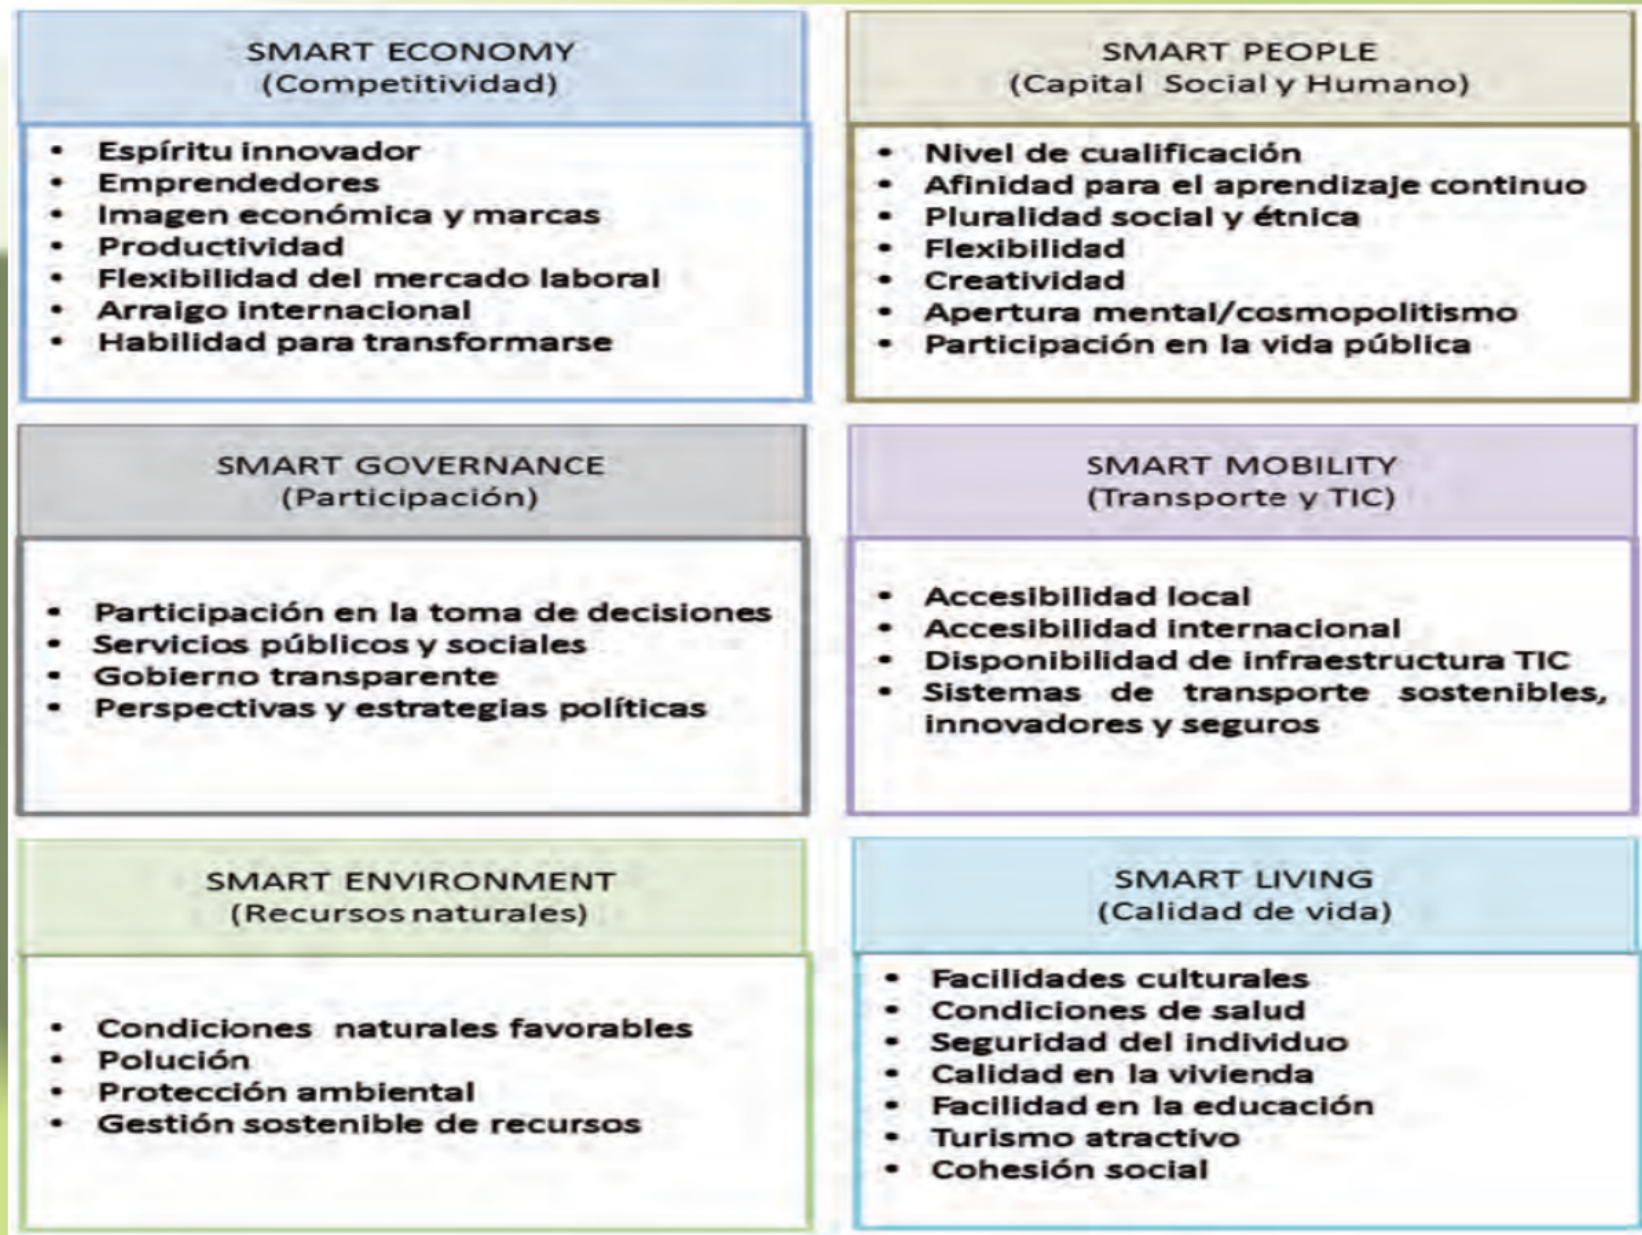 SMART ECONOMY
(Competitividad)
• Espíritu innovador
• Emprendedores
• Imagen económica y marcas
• Productividad
• Flexibilidad del mercado laboral
• Arraigo internacional
• Habilidad para transformarse
SMART PEOPLE
(Capital Social y Humano)
• Nivel de cualificación
• Afinidad para el aprendizaje continuo
• Pluralidad social y étnica
• Flexibilidad
• Creatividad
• Apertura mental/cosmopolitismo
• Participación en la vida pública
SMART GOVERNANCE
(Participación)
• Participación en la toma de decisiones
• Servicios públicos y sociales
• Gobierno transparente
• Perspectivas y estrategias políticas
SMART MOBILITY
(Transporte y TIC)
• Accesibilidad local
• Accesibilidad internacional
• Disponibilidad de infraestructura TIC
• Sistemas de transporte sostenibles,
innovadores y seguros
SMART ENVIRONMENT
(Recursos naturales)
• Condiciones naturales favorables
• Polución
• Protección ambiental
• Gestión sostenible de recursos
SMART LIVING
(Calidad de vida)
• Facilidades culturales
• Condiciones de salud
• Seguridad del individuo
• Calidad en la vivienda
• Facilidad en la educación
• Turismo atractivo
• Cohesión social